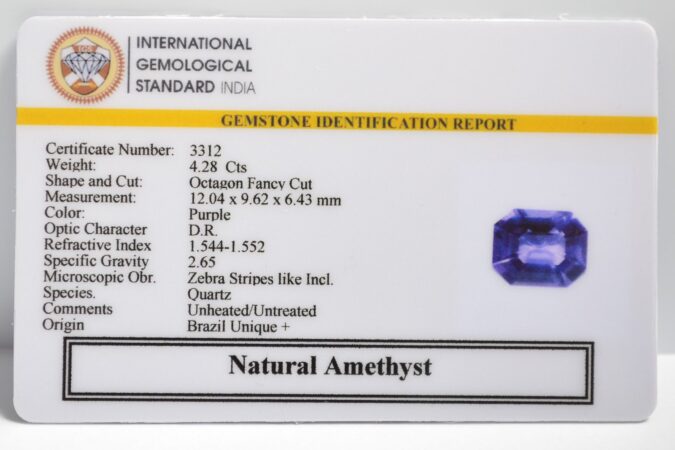 IGS
INTERNATIONAL
GEMOLOGICAL
STANDARD INDIA
GEMSTONE IDENTIFICATION REPORT
Certificate Number: 3312
Weight: 4.28 Cts
Shape and Cut: Octagon Fancy Cut
Measurement: 12.04 x 9.62 x 6.43 mm
Color: Purple
Optic Character D.R.
Refractive Index 1.544-1.552
Specific Gravity 2.65
Microscopic Obr. Zebra Stripes like Incl.
Species. Quartz
Comments Unheated/Untreated
Origin Brazil Unique +
Natural Amethyst